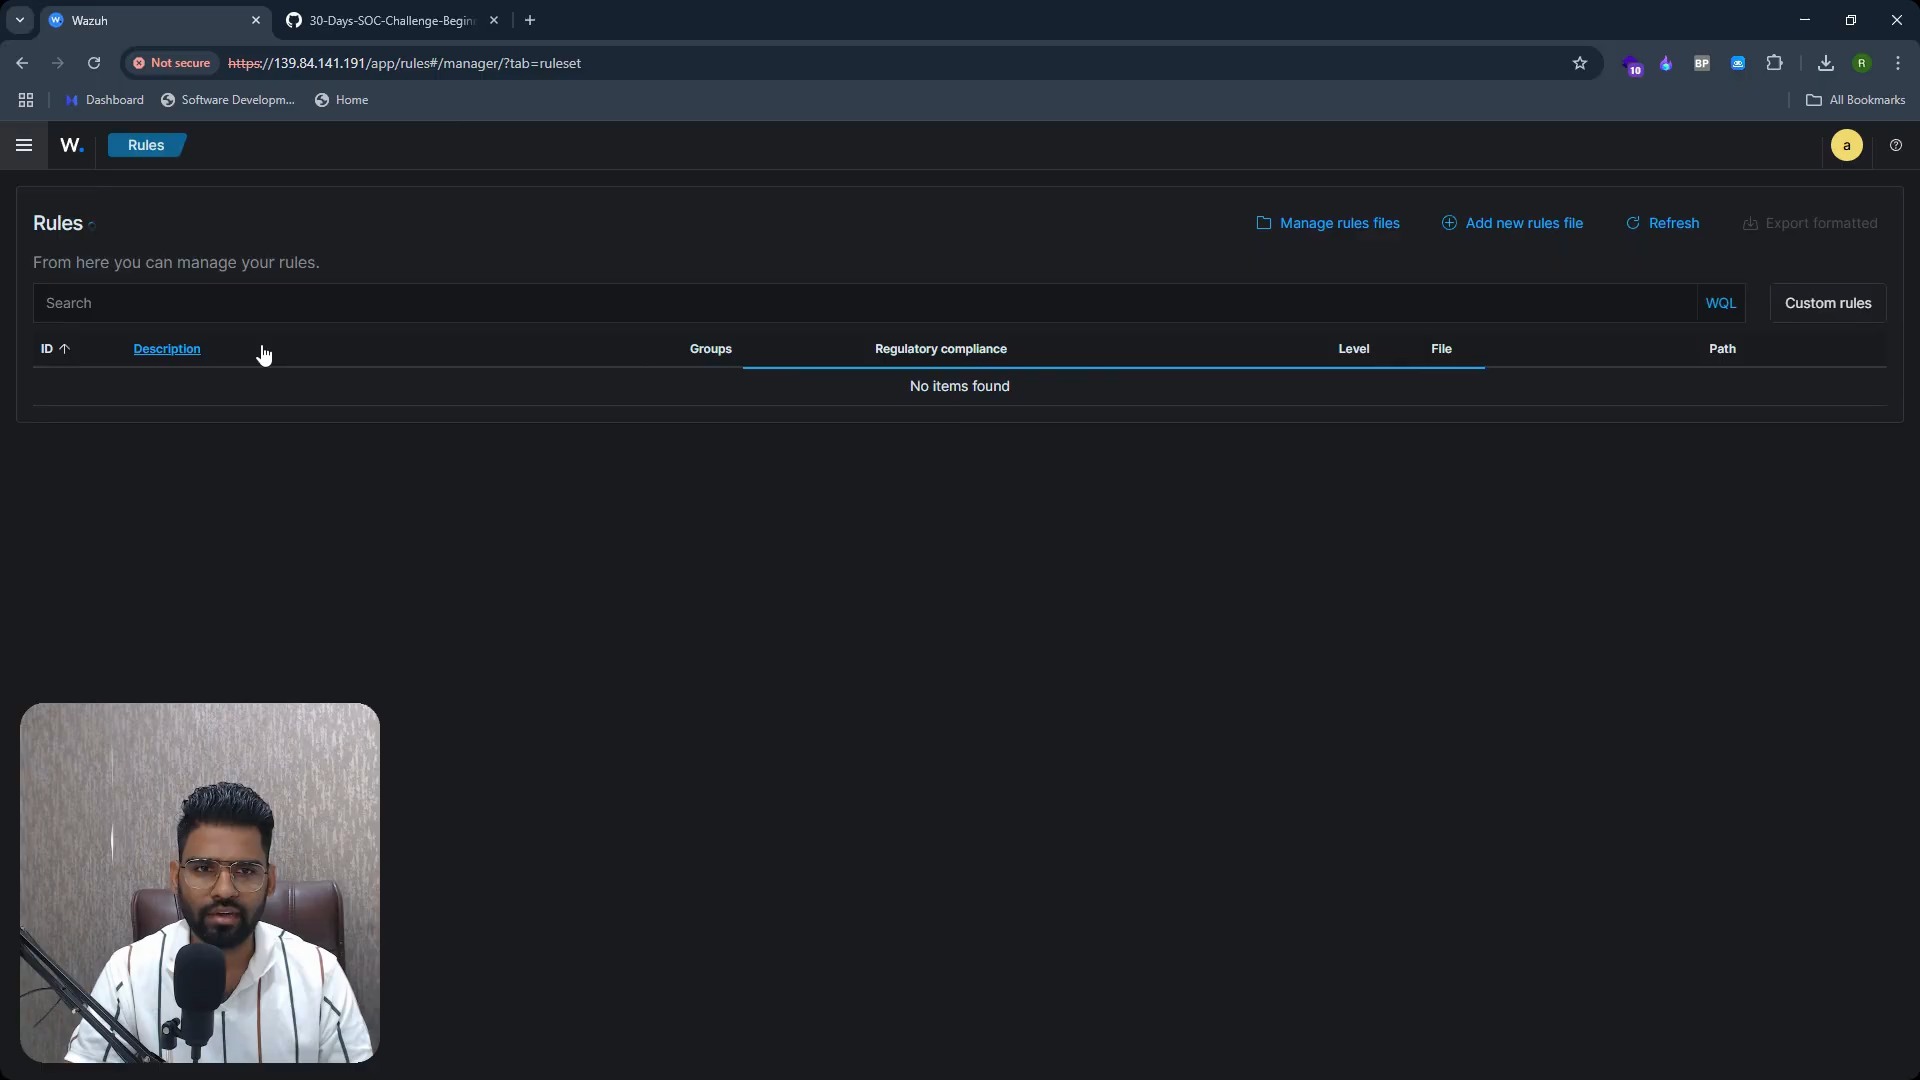 Wazuh
30-Days-SOC-Challenge-Begin
Not secure
https://139.84.141.191/app/rules#/manager/?tab=ruleset
10
BP
R
Dashboard
Software Developm...
Home
All Bookmarks
W.
Rules
a
Rules
Manage rules files
Add new rules file
Refresh
Export formatted
From here you can manage your rules.
Search
WQL
Custom rules
ID
Description
Groups
Regulatory compliance
Level
File
Path
No items found